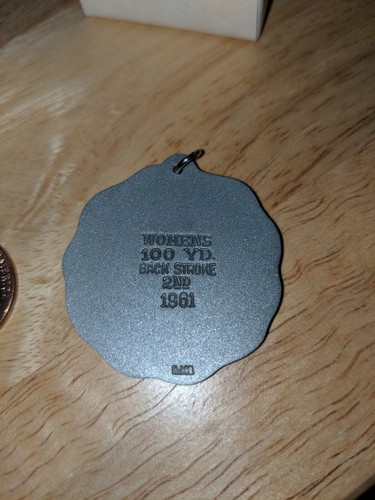 WOMENS
100 YD.
BACK STROKE
2ND
1961